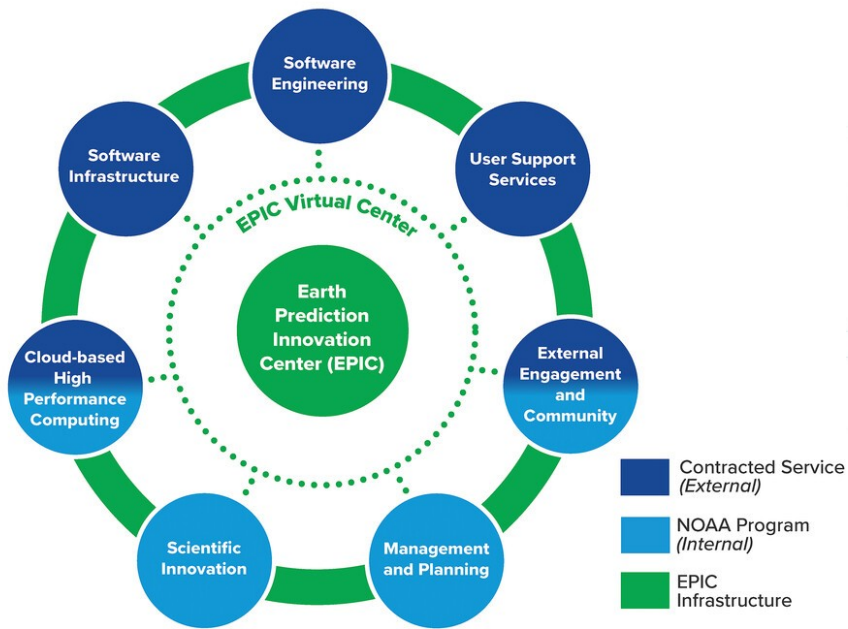 Software
Engineering
Software
Infrastructure
User Support
Services
EPIC Virtual Center
Earth
Prediction
Innovation
Center (EPIC)
Cloud-based
High
Performance
Computing
External
Engagement
and
Community
Scientific
Innovation
Management
and Planning
Contracted Service
(External)
NOAA Program
(Internal)
EPIC
Infrastructure